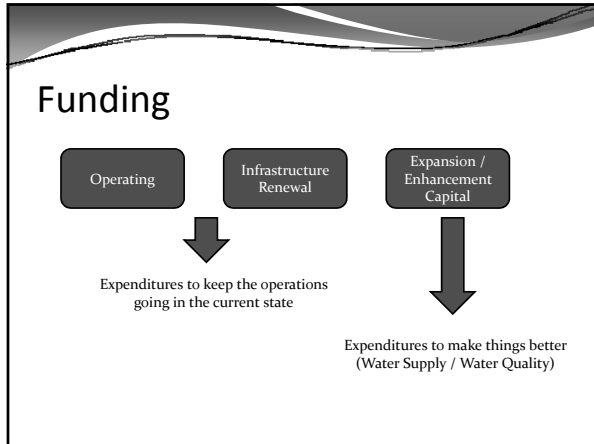 Funding
Operating
Infrastructure
Renewal
Expansion /
Enhancement
Capital
Expenditures to keep the operations
going in the current state
Expenditures to make things better
(Water Supply / Water Quality)